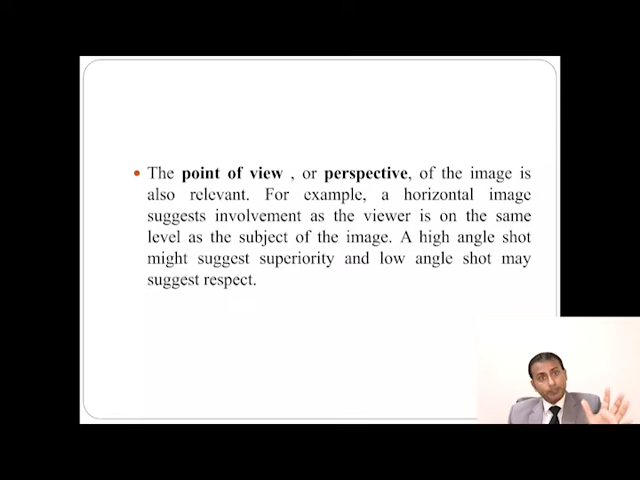 The point of view , or perspective, of the image is
also relevant. For example, a horizontal image
suggests involvement as the viewer is on the same
level as the subject of the image. A high angle shot
might suggest superiority and low angle shot may
suggest respect.